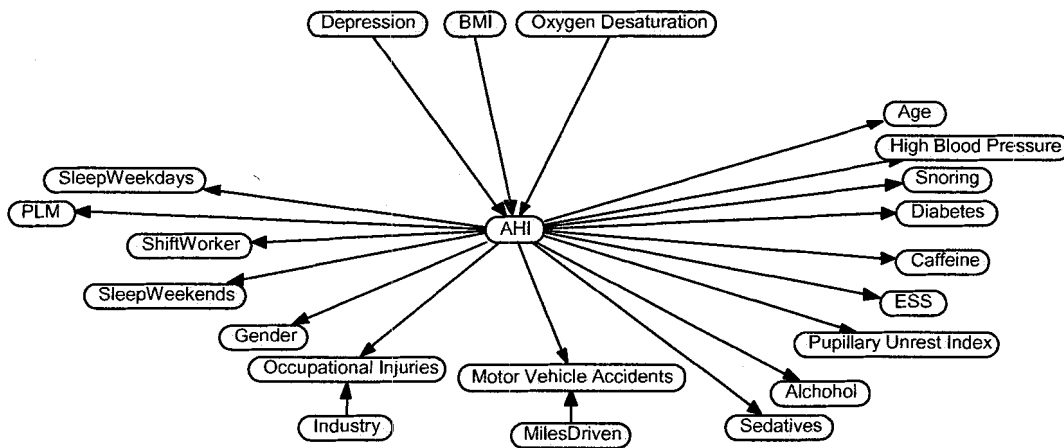 Depression
BMI
Oxygen Desaturation
Age
High Blood Pressure
SleepWeekdays
Snoring
PLM
Diabetes
AHI
ShiftWorker
Caffeine
SleepWeekends
ESS
Gender
Pupillary Unrest Index
Occupational Injuries
Motor Vehicle Accidents
Alchohol
Industry
MilesDriven
Sedatives